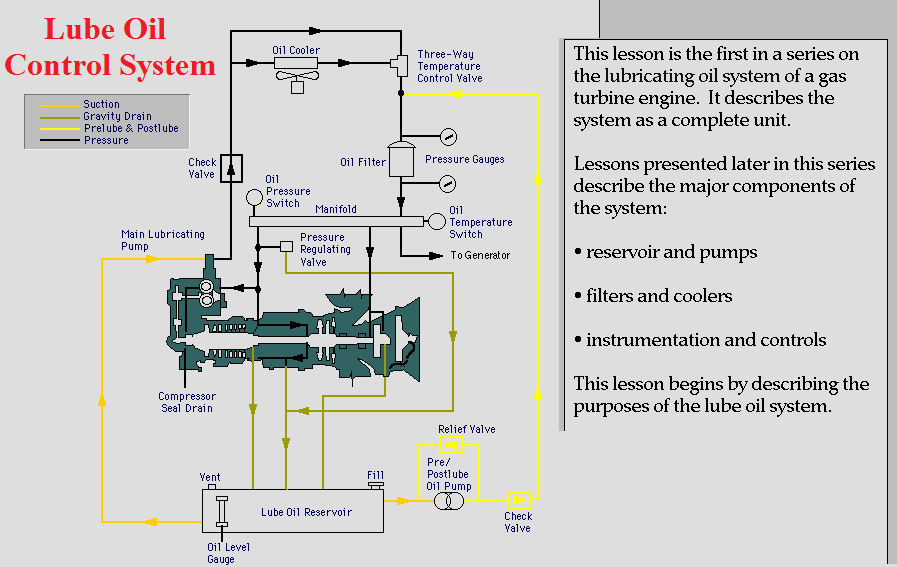 Lube Oil
Control System
Suction
Gravity Drain
Prelube & Postlube
Pressure
Oil Cooler
Three-Way
Temperature
Control Valve
Check
Valve
Oil
Pressure
Switch
Oil Filter
Pressure Gauges
Manifold
Oil
Temperature
Switch
Main Lubricating
Pump
Pressure
Regulating
Valve
To Generator
Compressor
Seal Drain
Relief Valve
Pre/
Postlube
Oil Pump
Vent
Fill
Lube Oil Reservoir
Check
Valve
Oil Level
Gauge
This lesson is the first in a series on
the lubricating oil system of a gas
turbine engine.  It describes the
system as a complete unit.
Lessons presented later in this series
describe the major components of
the system:
• reservoir and pumps
• filters and coolers
• instrumentation and controls
This lesson begins by describing the
purposes of the lube oil system.